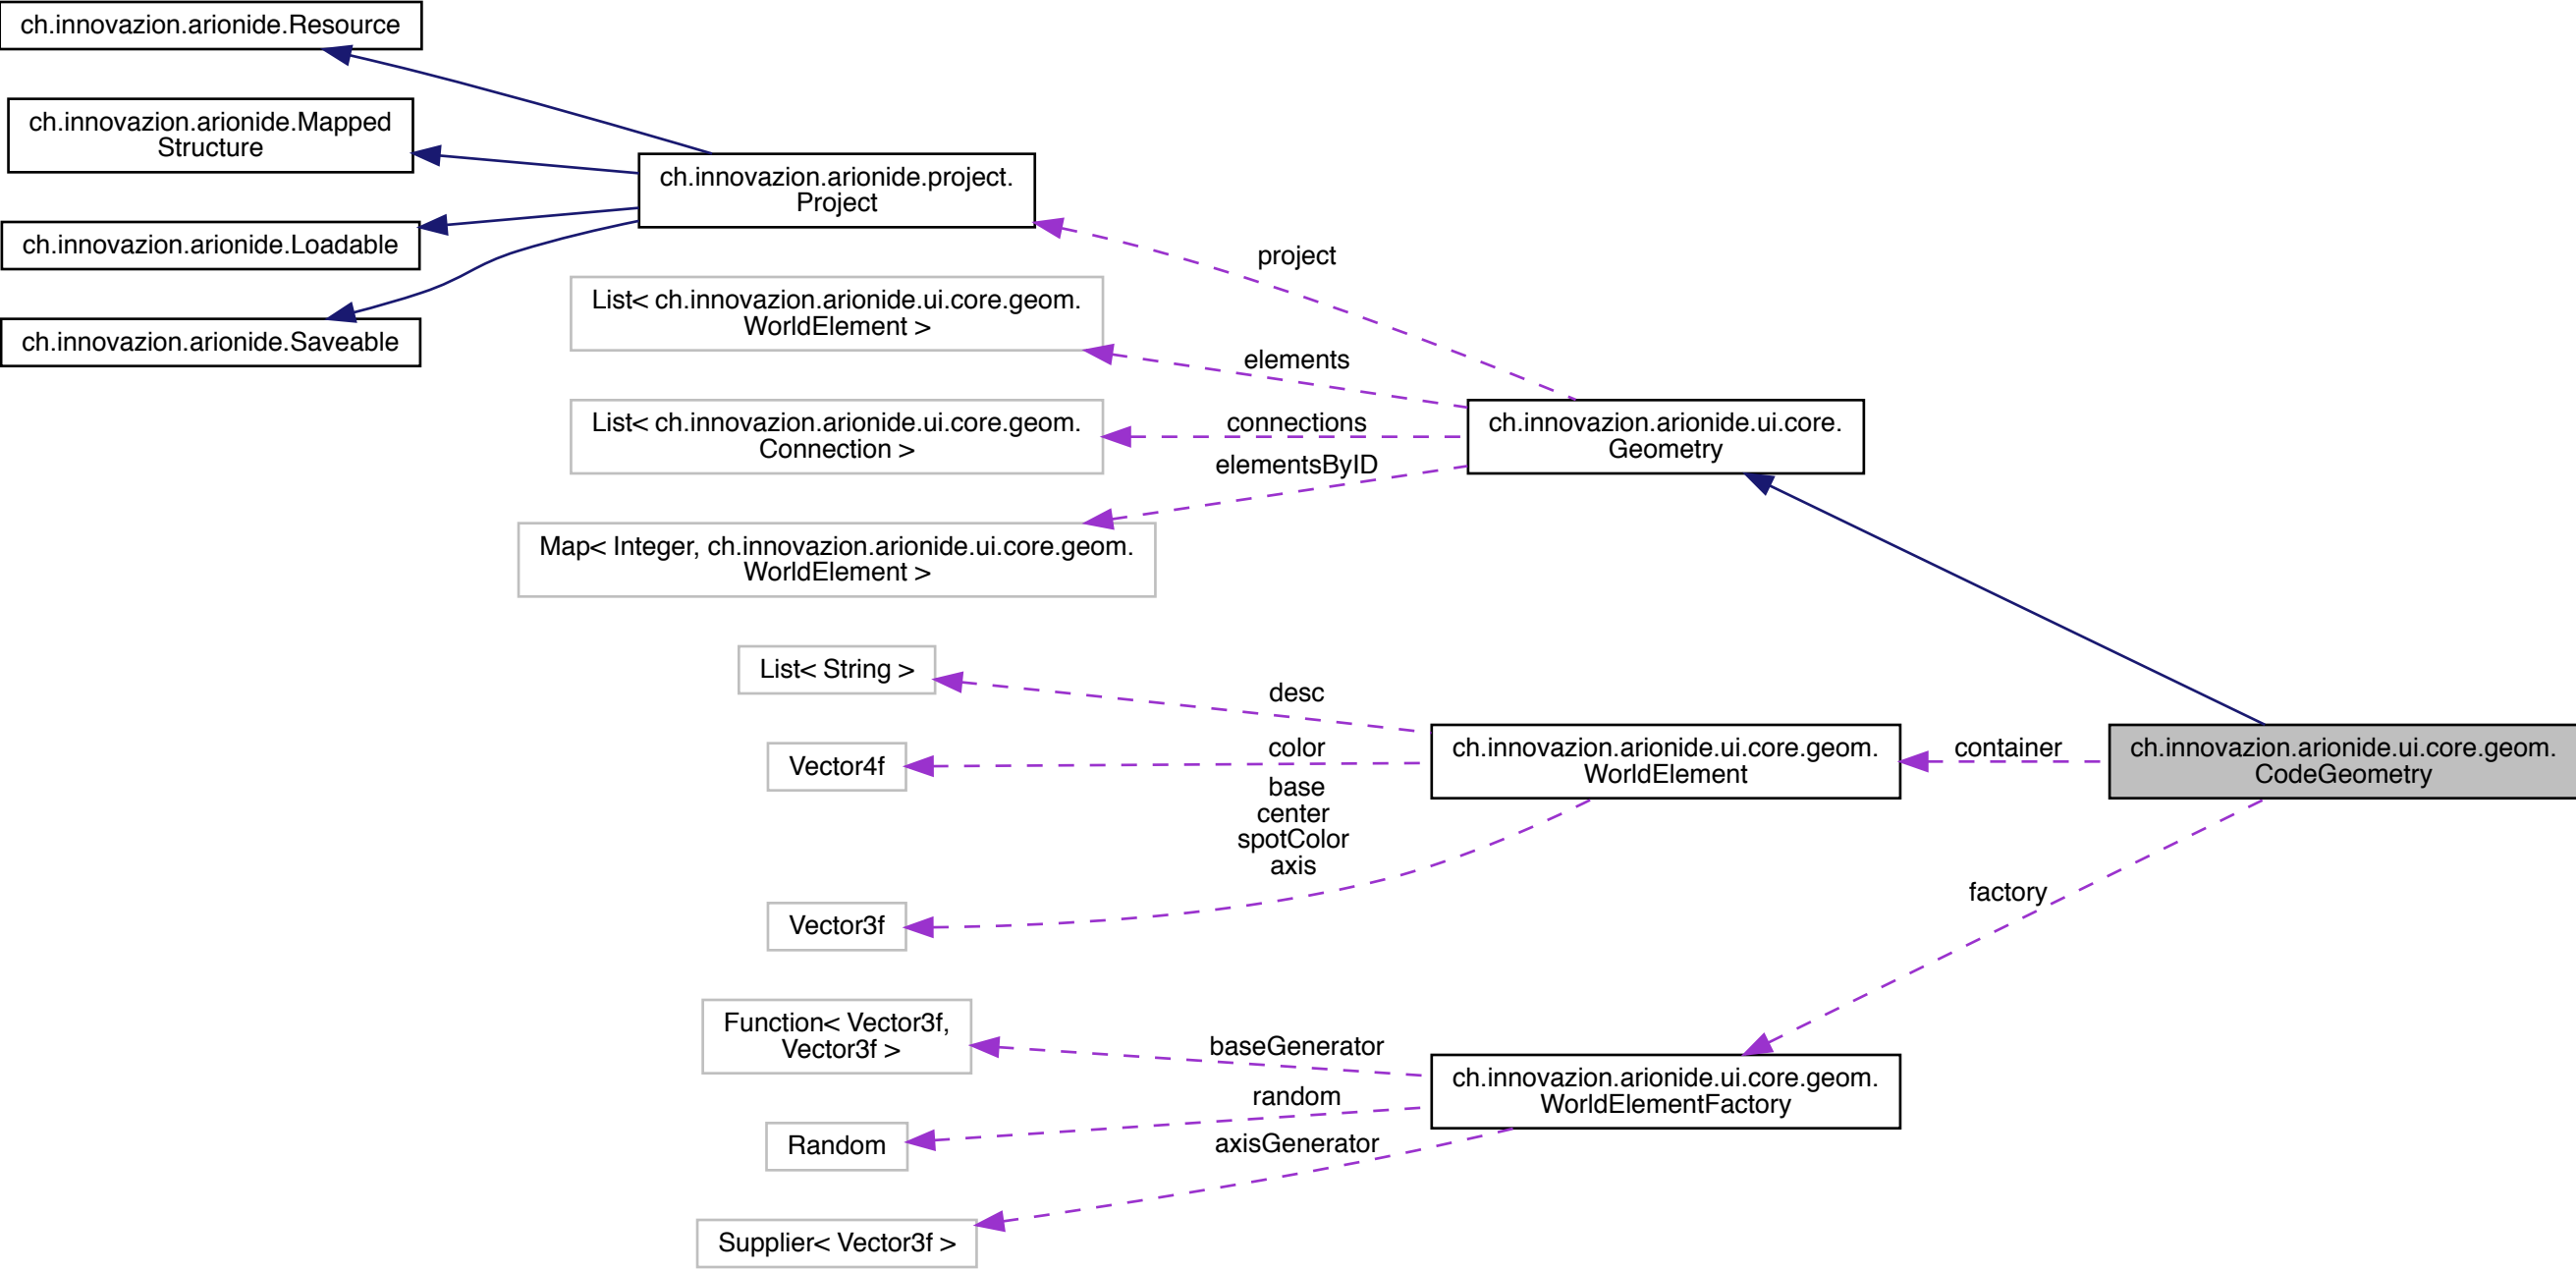 ch.innovazion.arionide.Resource
ch.innovazion.arionide.Mapped
Structure
ch.innovazion.arionide.Loadable
ch.innovazion.arionide.Saveable
ch.innovazion.arionide.project.
Project
project
List< ch.innovazion.arionide.ui.core.geom.
WorldElement >
elements
List< ch.innovazion.arionide.ui.core.geom.
Connection >
connections
elementsByID
Map< Integer, ch.innovazion.arionide.ui.core.geom.
WorldElement >
ch.innovazion.arionide.ui.core.
Geometry
List< String >
desc
Vector4f
color
base
center
spotColor
axis
Vector3f
ch.innovazion.arionide.ui.core.geom.
WorldElement
container
ch.innovazion.arionide.ui.core.geom.
CodeGeometry
factory
Function< Vector3f,
Vector3f >
baseGenerator
Random
random
axisGenerator
Supplier< Vector3f >
ch.innovazion.arionide.ui.core.geom.
WorldElementFactory